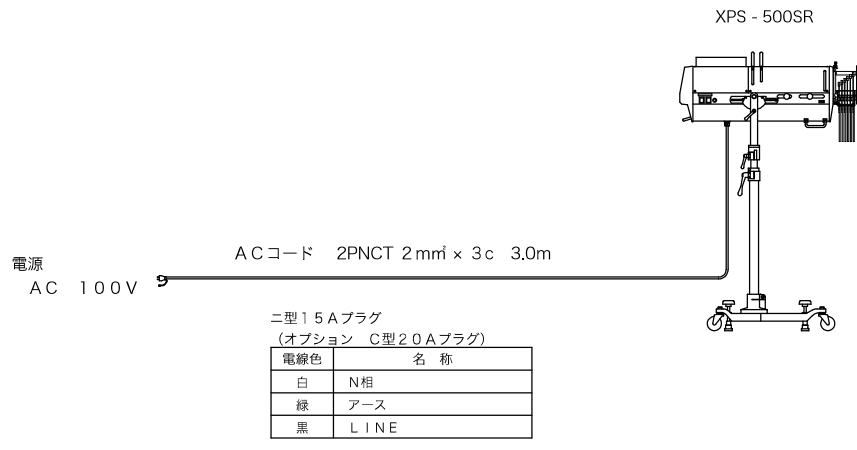 XPS - 500SR
ACコード 2PNCT 2㎟ × 3c 3.0m
電源
AC 100V
二型15Aプラグ
(オプション C型20Aプラグ)
電線色 名 称
白 N相
緑 アース
黒 LINE